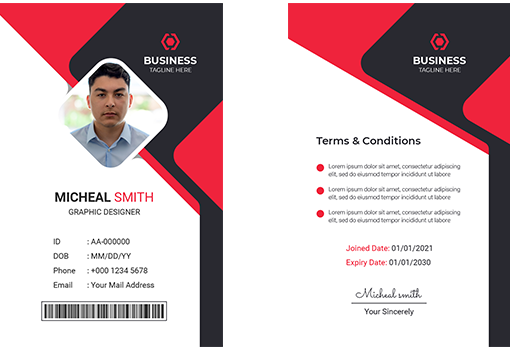 BUSINESS
TAGLINE HERE
MICHEAL SMITH
GRAPHIC DESIGNER
ID : AA-000000
DOB : MM/DD/YY
Phone : +000 1234 5678
Email : Your Mail Address
BUSINESS
TAGLINE HERE
Terms & Conditions
Lorem ipsum dolor sit amet, consectetur adipiscing
elit, sed do eiusmod tempor incididunt ut labore
Lorem ipsum dolor sit amet, consectetur adipiscing
elit, sed do eiusmod tempor incididunt ut labore
Lorem ipsum dolor sit amet, consectetur adipiscing
elit, sed do eiusmod tempor incididunt ut labore
Joined Date: 01/01/2021
Expiry Date: 01/01/2030
Micheal smith
Your Sincerely